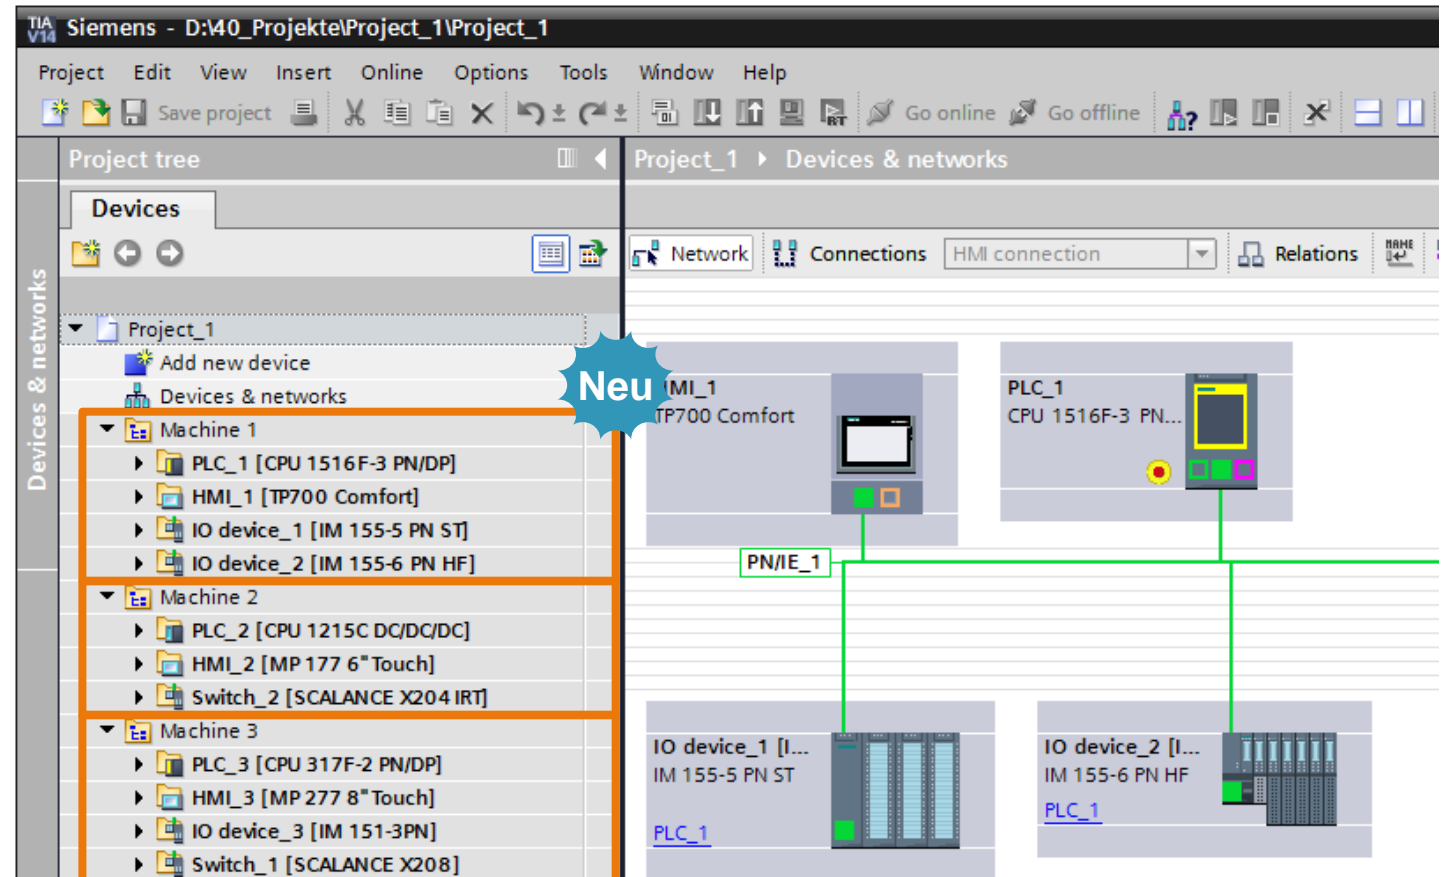 TIA V14 Siemens - D:\40_Projekte\Project_1\Project_1
Project Edit View Insert Online Options Tools Window Help
Save project Go online Go offline
Project tree
Project_1 Devices & networks
Devices
Network Connections HMI connection Relations
Devices & networks
Project_1
Add new device
Devices & networks
Neu
Machine 1
PLC_1 [CPU 1516F-3 PN/DP]
HMI_1 [TP700 Comfort]
IO device_1 [IM 155-5 PN ST]
IO device_2 [IM 155-6 PN HF]
Machine 2
PLC_2 [CPU 1215C DC/DC/DC]
HMI_2 [MP 177 6" Touch]
Switch_2 [SCALANCE X204 IRT]
Machine 3
PLC_3 [CPU 317F-2 PN/DP]
HMI_3 [MP 277 8" Touch]
IO device_3 [IM 151-3PN]
Switch_1 [SCALANCE X208]
HMI_1
TP700 Comfort
PLC_1
CPU 1516F-3 PN...
PN/IE_1
IO device_1 [I...
IM 155-5 PN ST
PLC_1
IO device_2 [I...
IM 155-6 PN HF
PLC_1